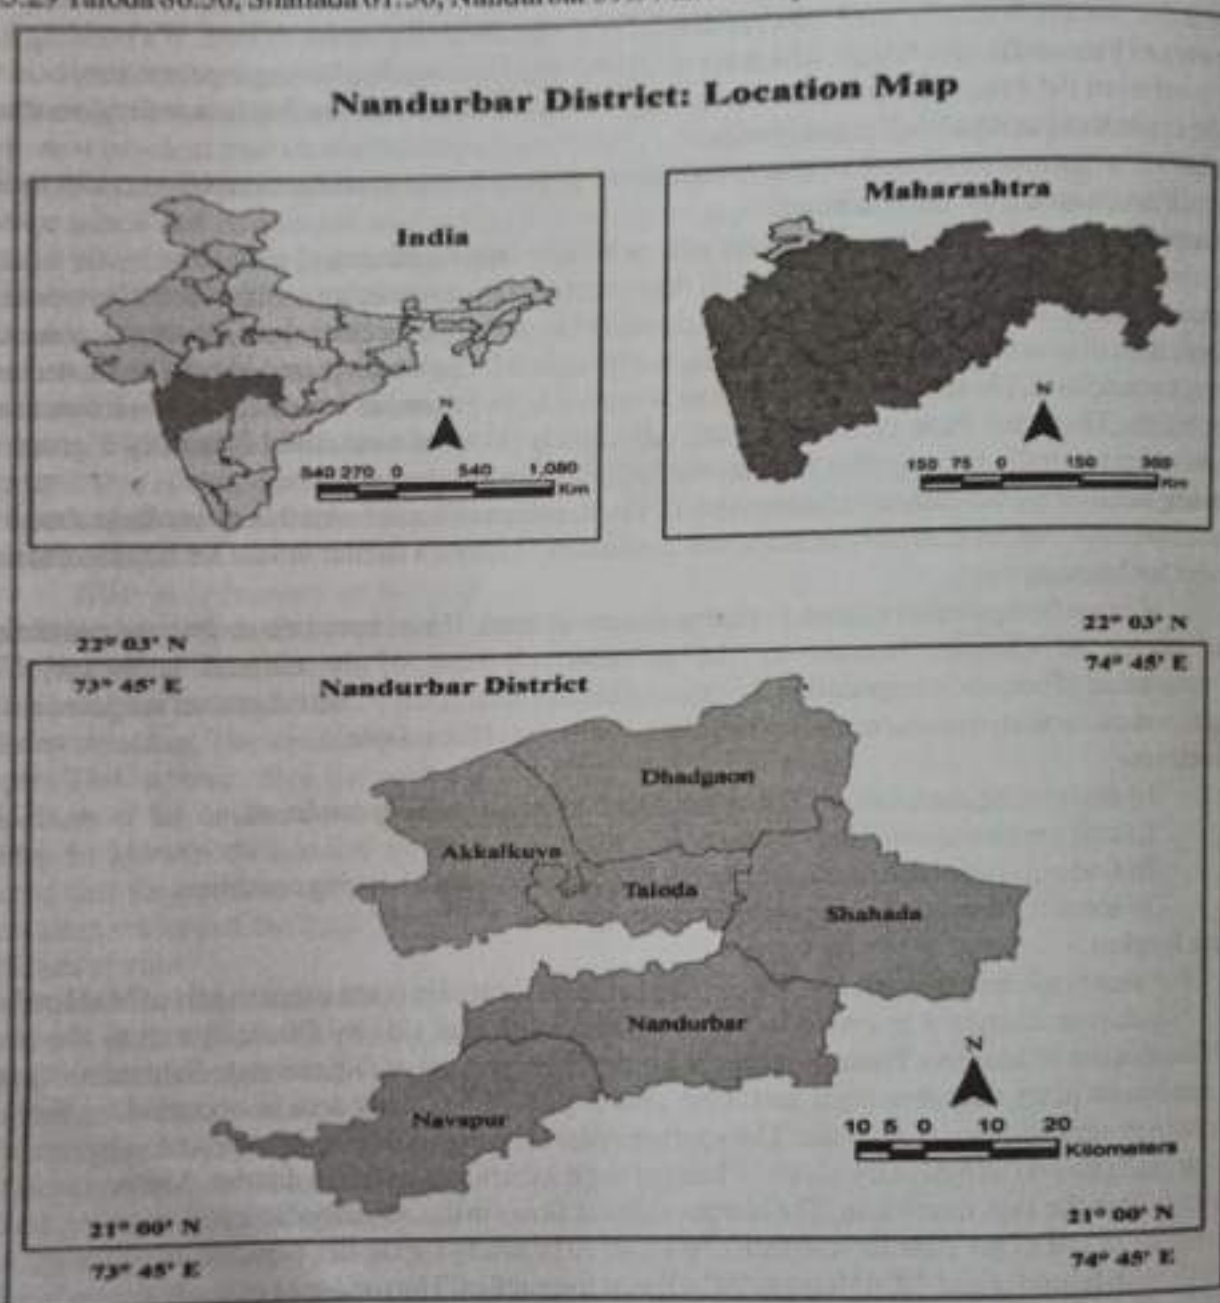 Nandurbar District: Location Map
India
N
540 270 0 540 1,080
Km
Maharashtra
N
150 75 0 150 300
Km
22° 03' N
22° 03' N
73° 45' E
74° 45' E
Nandurbar District
Dhadgaon
Akkalkuva
Taloda
Shahada
Nandurbar
Navapur
N
10 5 0 10 20
Kilometers
21° 00' N
21° 00' N
73° 45' E
74° 45' E